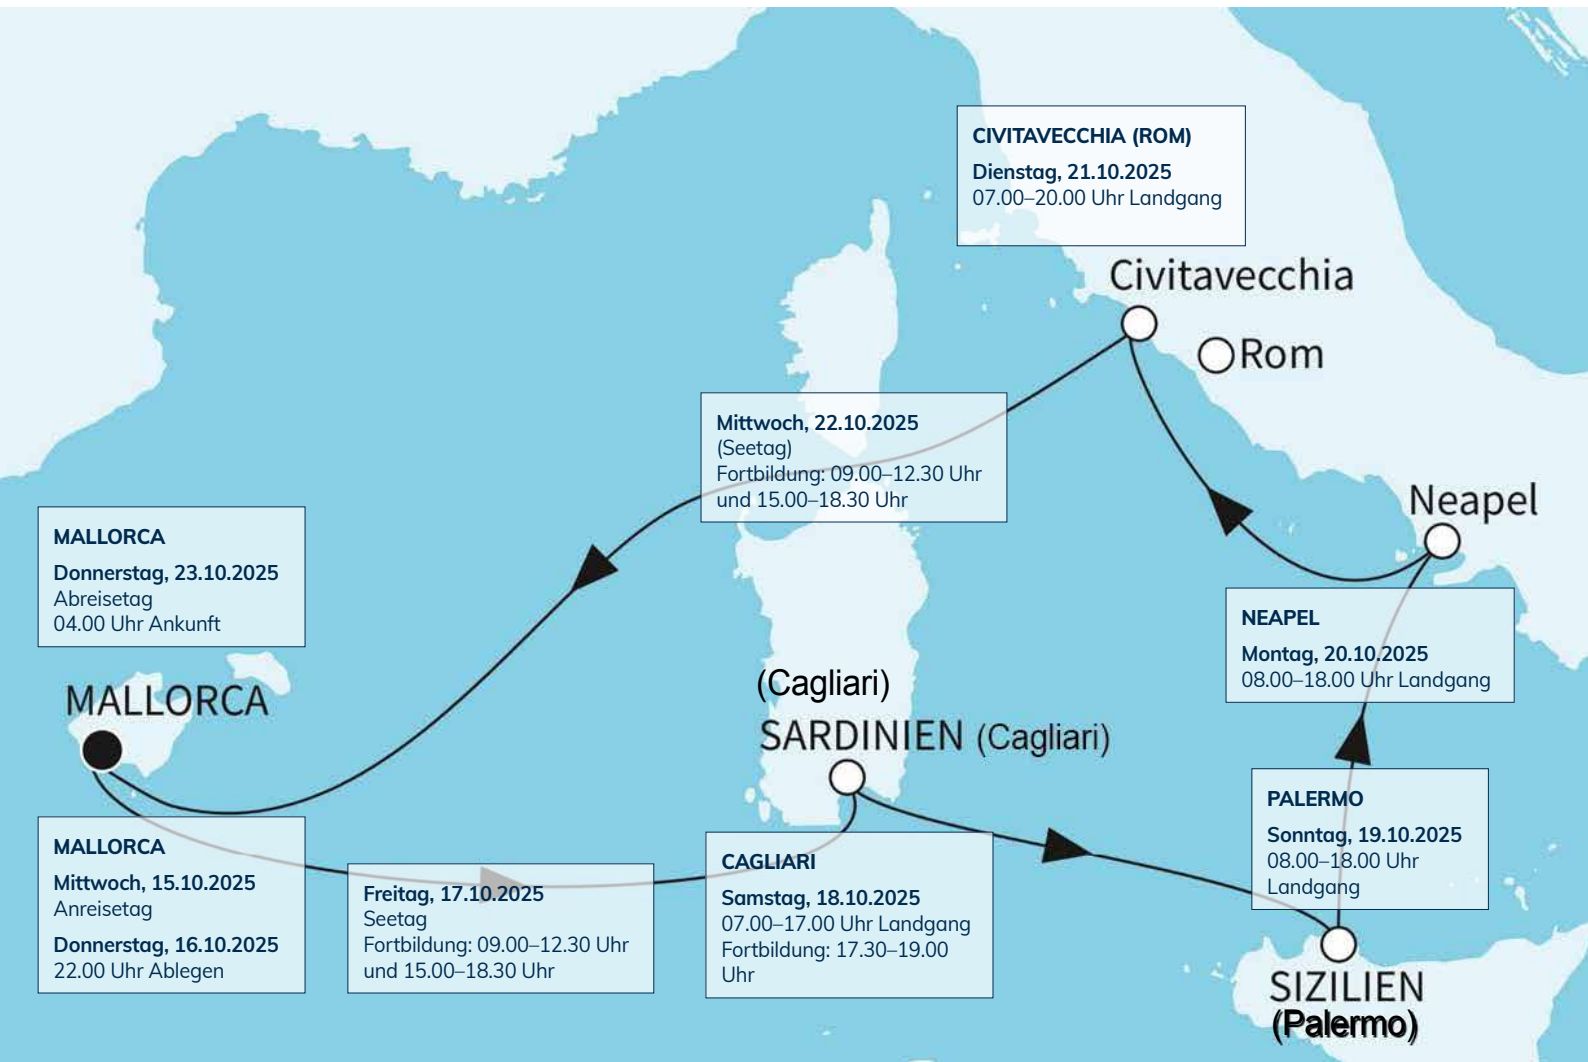 CIVITAVECCHIA (ROM)
Dienstag, 21.10.2025
07.00–20.00 Uhr Landgang
Civitavecchia
Rom
Mittwoch, 22.10.2025
(Seetag)
Fortbildung: 09.00–12.30 Uhr
und 15.00–18.30 Uhr
Neapel
MALLORCA
Donnerstag, 23.10.2025
Abreisetag
04.00 Uhr Ankunft
NEAPEL
Montag, 20.10.2025
08.00–18.00 Uhr Landgang
MALLORCA
(Cagliari)
SARDINIEN (Cagliari)
PALERMO
Sonntag, 19.10.2025
08.00–18.00 Uhr
Landgang
MALLORCA
Mittwoch, 15.10.2025
Anreisetag
Donnerstag, 16.10.2025
22.00 Uhr Ablegen
Freitag, 17.10.2025
Seetag
Fortbildung: 09.00–12.30 Uhr
und 15.00–18.30 Uhr
CAGLIARI
Samstag, 18.10.2025
07.00–17.00 Uhr Landgang
Fortbildung: 17.30–19.00
Uhr
SIZILIEN
(Palermo)